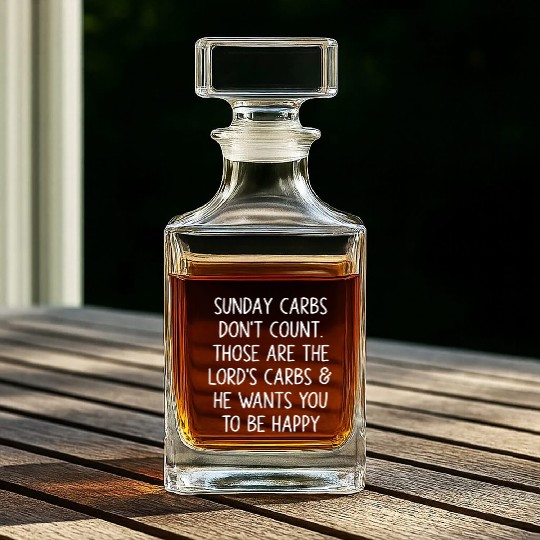 SUNDAY CARBS
DON'T COUNT.
THOSE ARE THE
LORD'S CARBS &
HE WANTS YOU
TO BE HAPPY